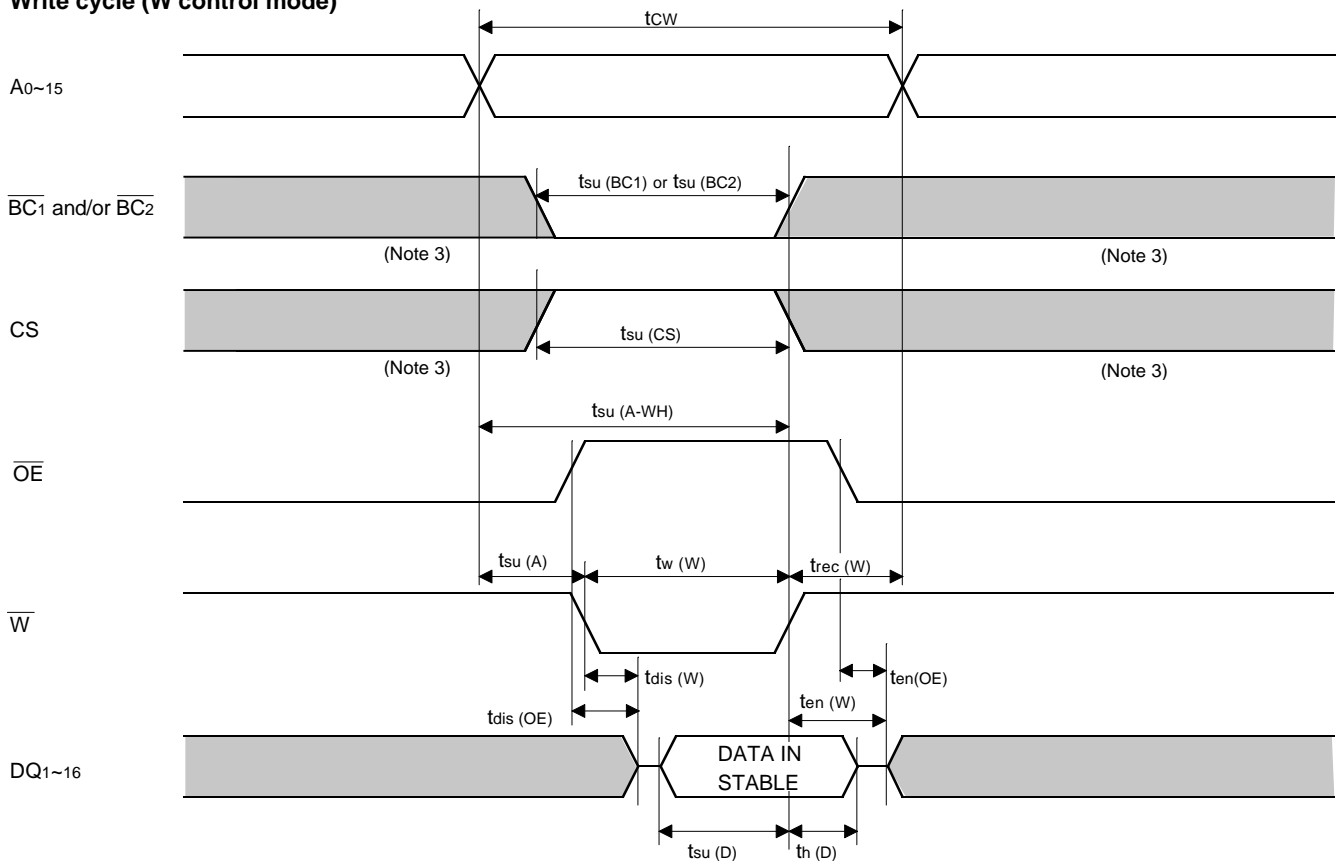 Write cycle (W control mode)
tCW
A0~15
tsu (BC1) or tsu (BC2)
BC1 and/or BC2
(Note 3)
(Note 3)
CS
tsu (CS)
(Note 3)
(Note 3)
tsu (A-WH)
OE
tsu (A)
tw (W)
trec (W)
W
tdis (W)
ten(OE)
tdis (OE)
ten (W)
DQ1~16
DATA IN
STABLE
tsu (D)
th (D)